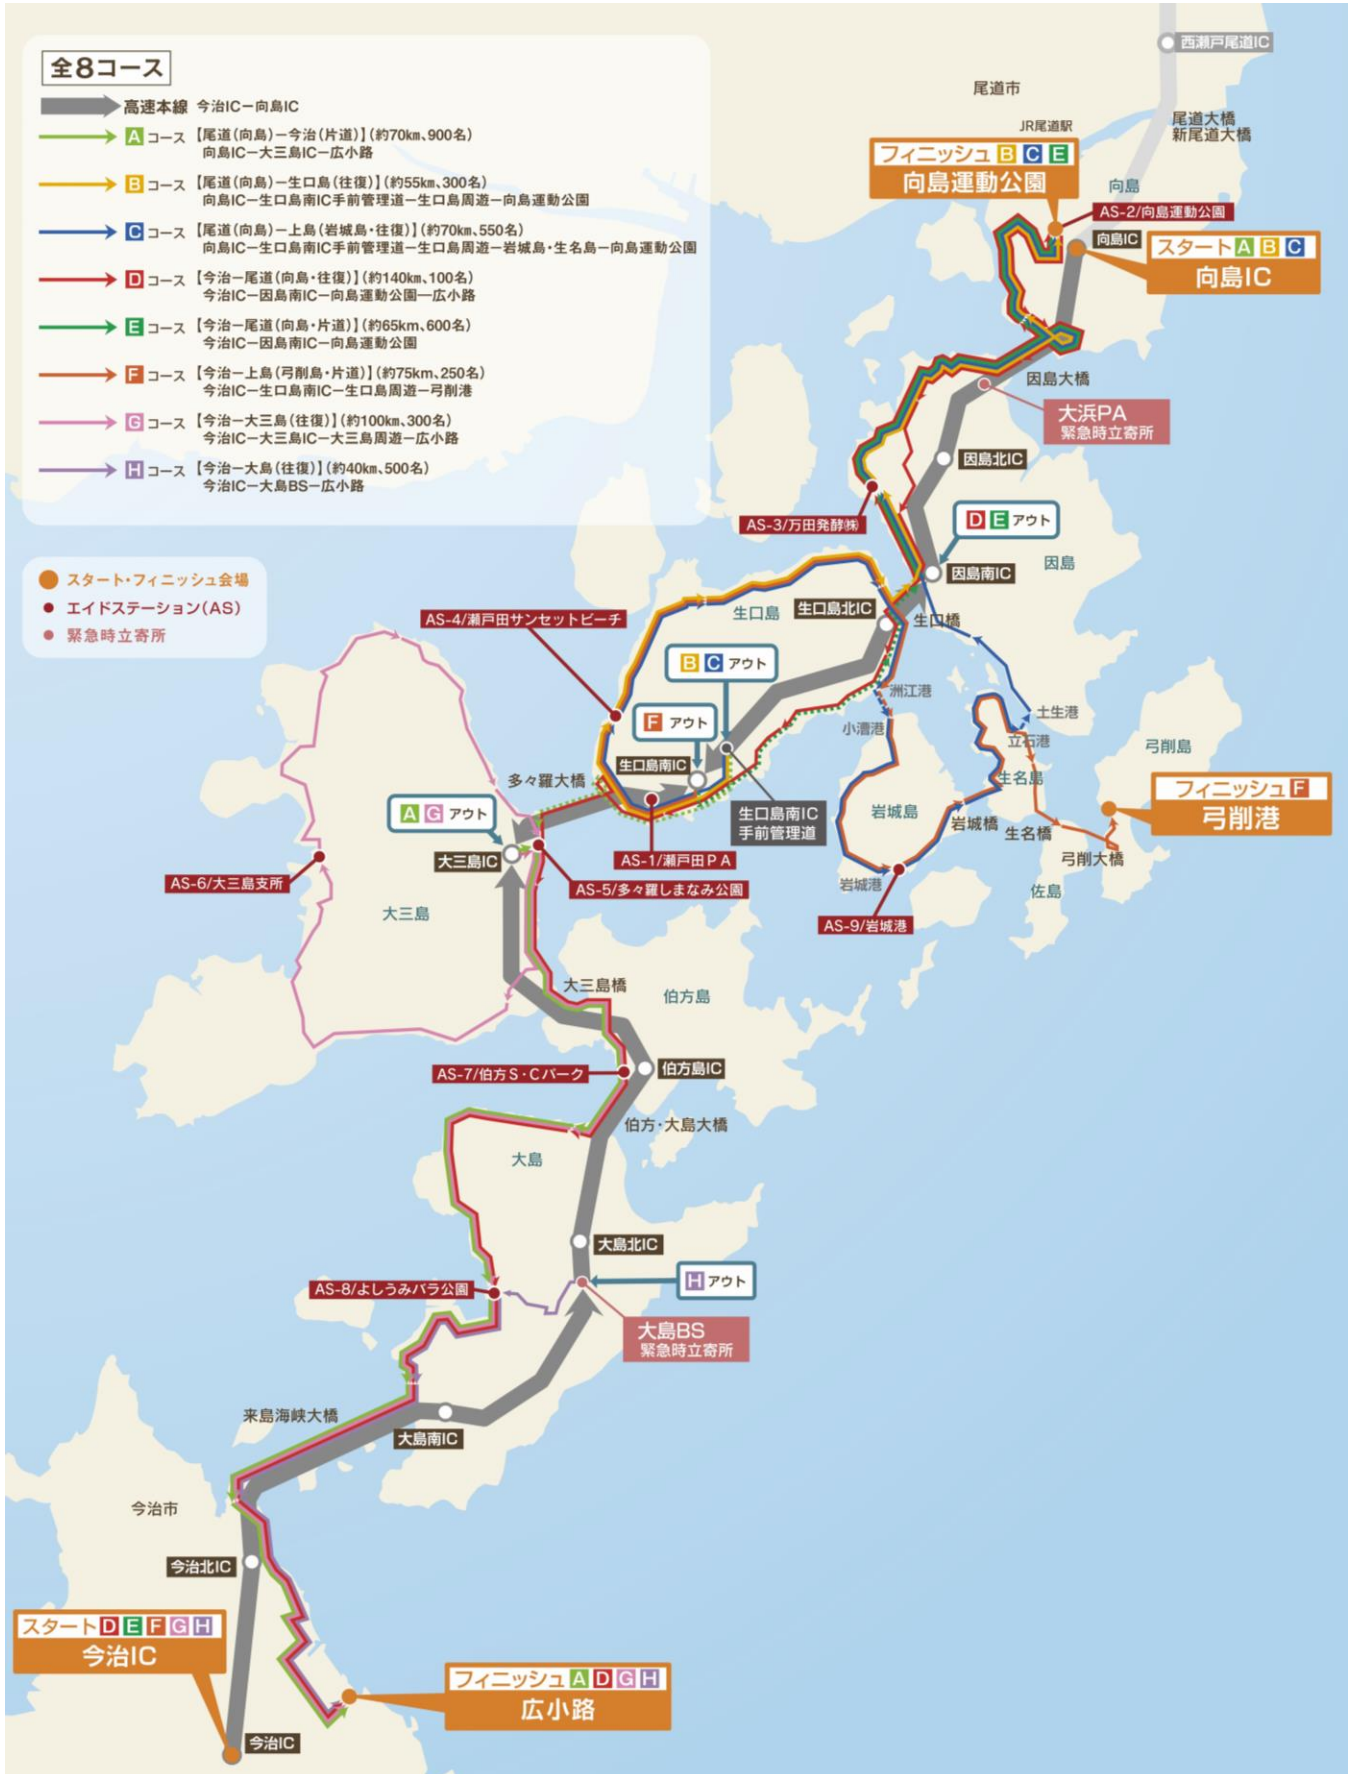 全8コース
高速本線 今治IC－向島IC
A コース 【尾道(向島)－今治(片道)】(約70km、900名)
向島IC－大三島IC－広小路
B コース 【尾道(向島)－生口島(往復)】(約55km、300名)
向島IC－生口島南IC手前管理道－生口島周遊－向島運動公園
C コース 【尾道(向島)－上島(岩城島・往復)】(約70km、550名)
向島IC－生口島南IC手前管理道－生口島周遊－岩城島・生名島－向島運動公園
D コース 【今治－尾道(向島・往復)】(約140km、100名)
今治IC－因島南IC－向島運動公園―広小路
E コース 【今治－尾道(向島・片道)】(約65km、600名)
今治IC－因島南IC－向島運動公園
F コース 【今治－上島(弓削島・片道)】(約75km、250名)
今治IC－生口島南IC－生口島周遊－弓削港
G コース 【今治－大三島(往復)】(約100km、300名)
今治IC－大三島IC－大三島周遊－広小路
H コース 【今治－大島(往復)】(約40km、500名)
今治IC－大島BS－広小路
スタート・フィニッシュ会場
エイドステーション(AS)
緊急時立寄所
西瀬戸尾道IC
尾道市
尾道大橋
新尾道大橋
JR尾道駅
フィニッシュ B C E
向島運動公園
向島
AS-2/向島運動公園
向島IC
スタート A B C
向島IC
因島大橋
大浜PA
緊急時立寄所
因島北IC
AS-3/万田発酵㈱
D E アウト
因島南IC
因島
生口島
生口島北IC
生口橋
AS-4/瀬戸田サンセットビーチ
B C アウト
F アウト
洲江港
小漕港
土生港
立石港
生名島
弓削島
生口島南IC
多々羅大橋
生口島南IC
手前管理道
岩城島
岩城橋
生名橋
フィニッシュ F
弓削港
弓削大橋
佐島
岩城港
AS-9/岩城港
A G アウト
大三島IC
AS-1/瀬戸田PA
AS-5/多々羅しまなみ公園
AS-6/大三島支所
大三島
大三島橋
伯方島
AS-7/伯方S・Cパーク
伯方島IC
伯方・大島大橋
大島
大島北IC
AS-8/よしうみバラ公園
H アウト
大島BS
緊急時立寄所
来島海峡大橋
大島南IC
今治市
今治北IC
スタート D E F G H
今治IC
フィニッシュ A D G H
広小路
今治IC